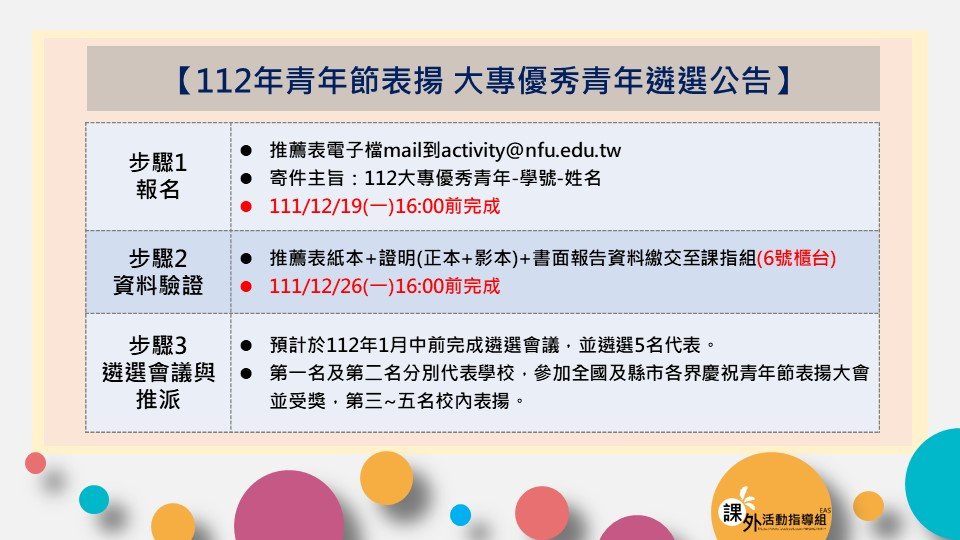 【112年青年節表揚 大專優秀青年遴選公告】
步驟1
報名
● 推薦表電子檔mail到activity@nfu.edu.tw
● 寄件主旨：112大專優秀青年-學號-姓名
● 111/12/19(一)16:00前完成
步驟2
資料驗證
● 推薦表紙本+證明(正本+影本)+書面報告資料繳交至課指組(6號櫃台)
● 111/12/26(一)16:00前完成
步驟3
遴選會議與
推派
● 預計於112年1月中前完成遴選會議，並遴選5名代表。
● 第一名及第二名分別代表學校，參加全國及縣市各界慶祝青年節表揚大會
並受獎，第三~五名校內表揚。
課外活動指導組
EAS